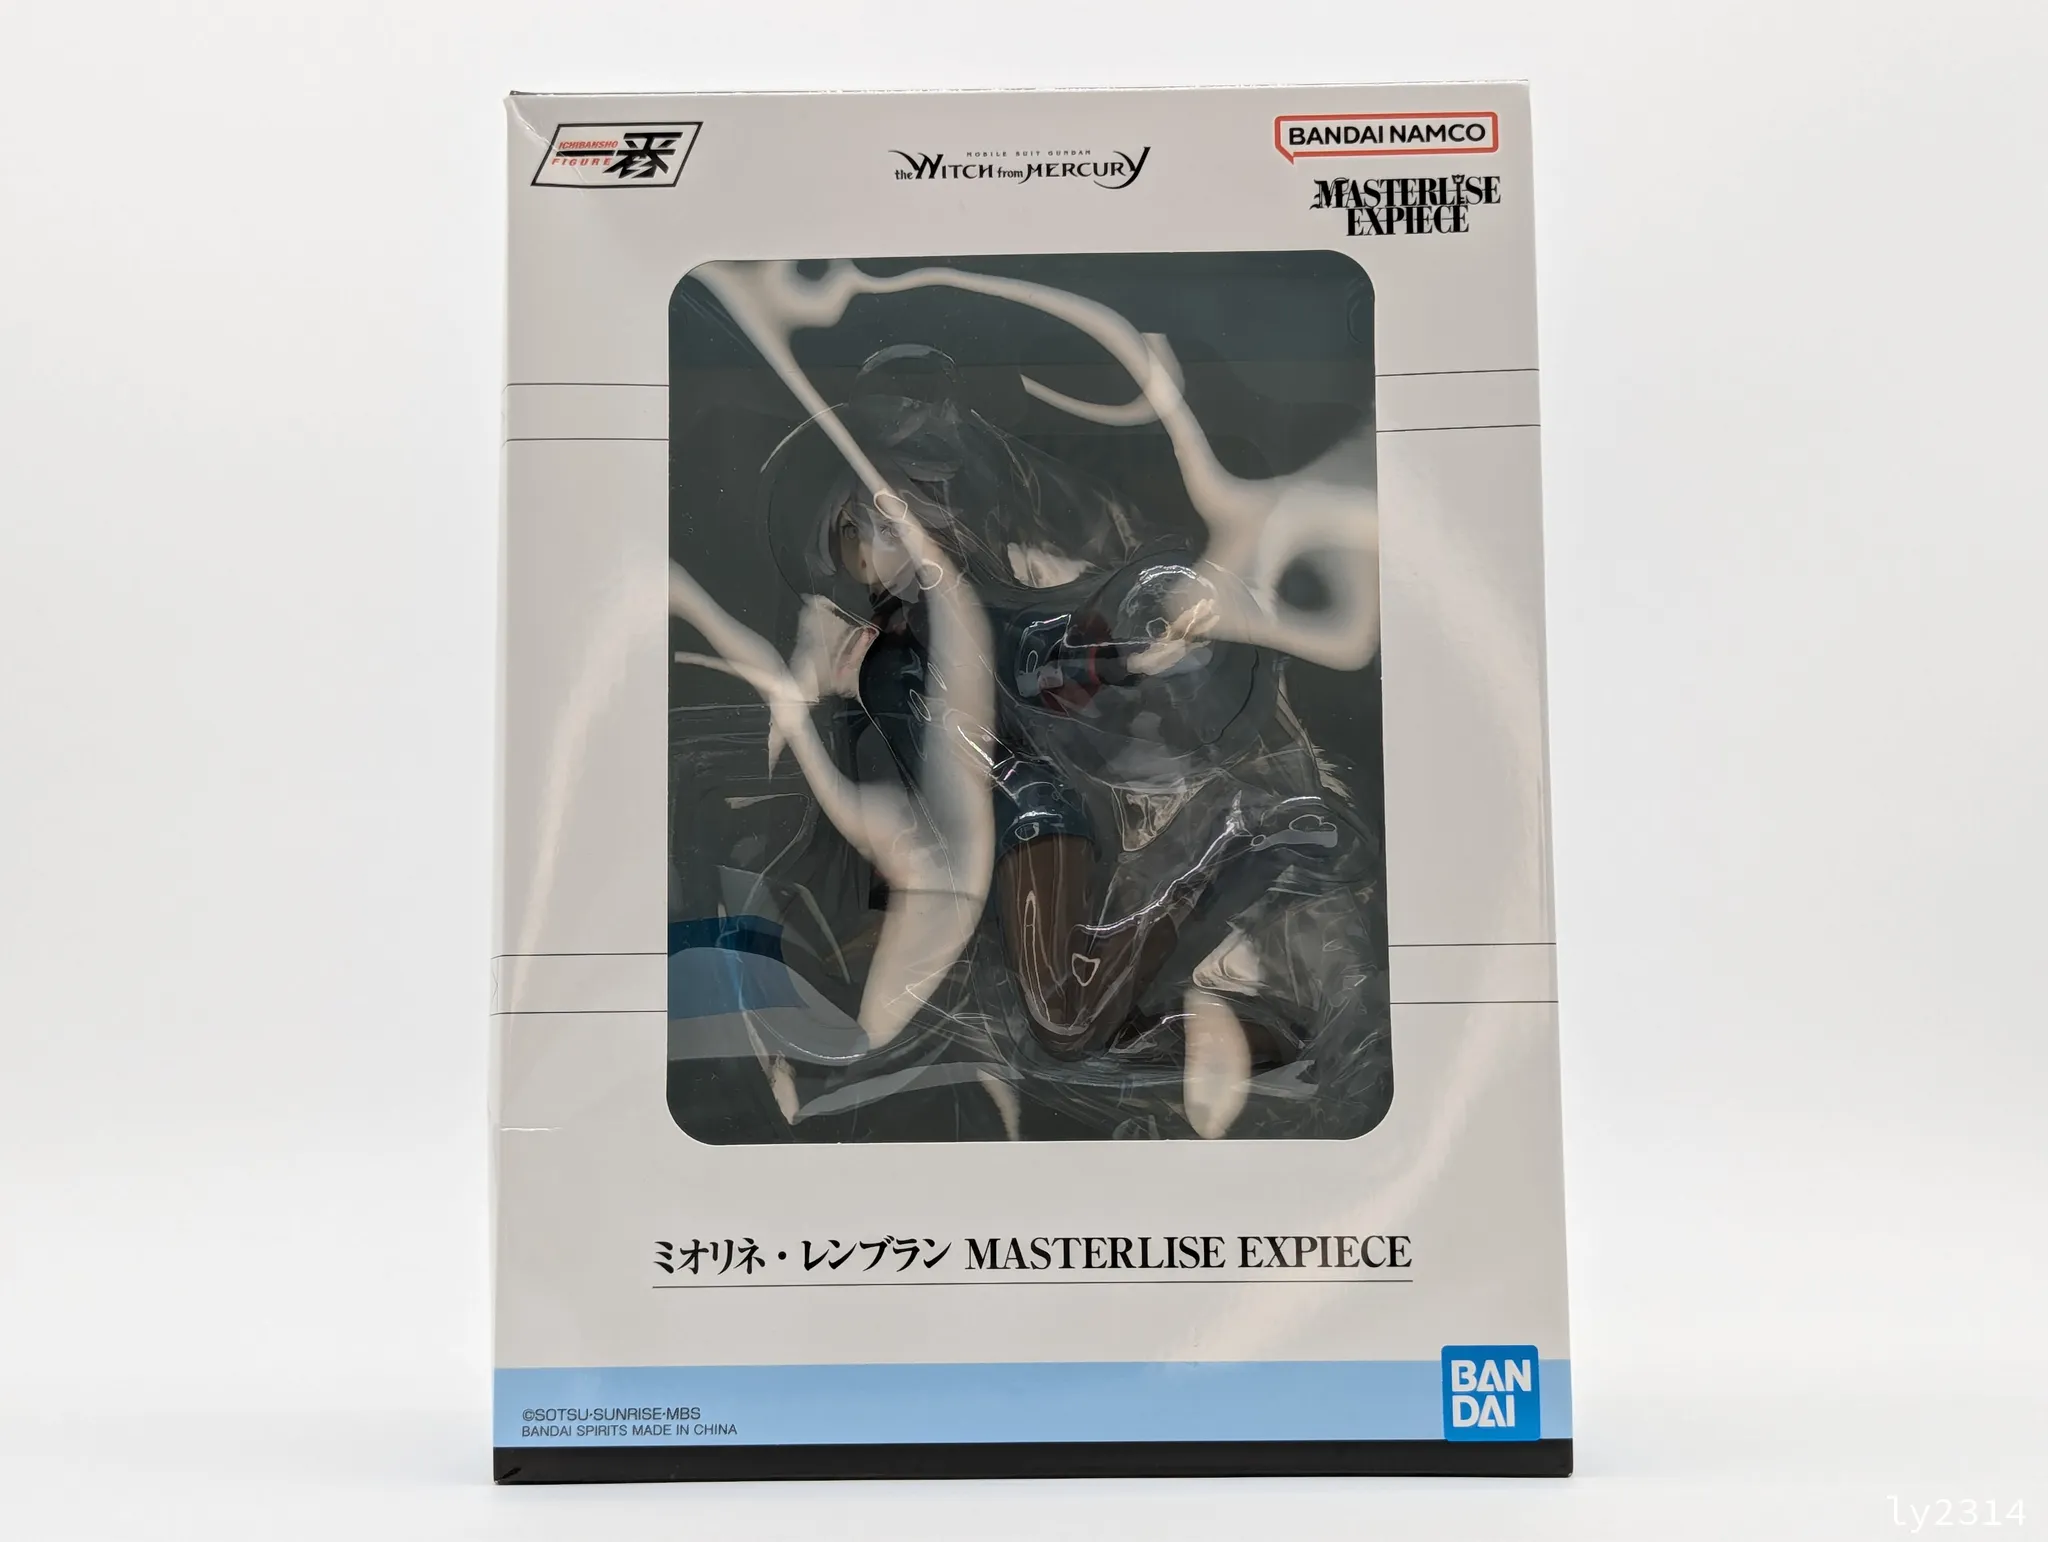 ICHIBANSHO
FIGURE
一番
MOBILE SUIT GUNDAM
the WITCH from MERCURY
BANDAI NAMCO
MASTERLISE
EXPIECE
ミオリネ・レンブラン MASTERLISE EXPIECE
©SOTSU・SUNRISE・MBS
BANDAI SPIRITS MADE IN CHINA
BAN
DAI
ly2314